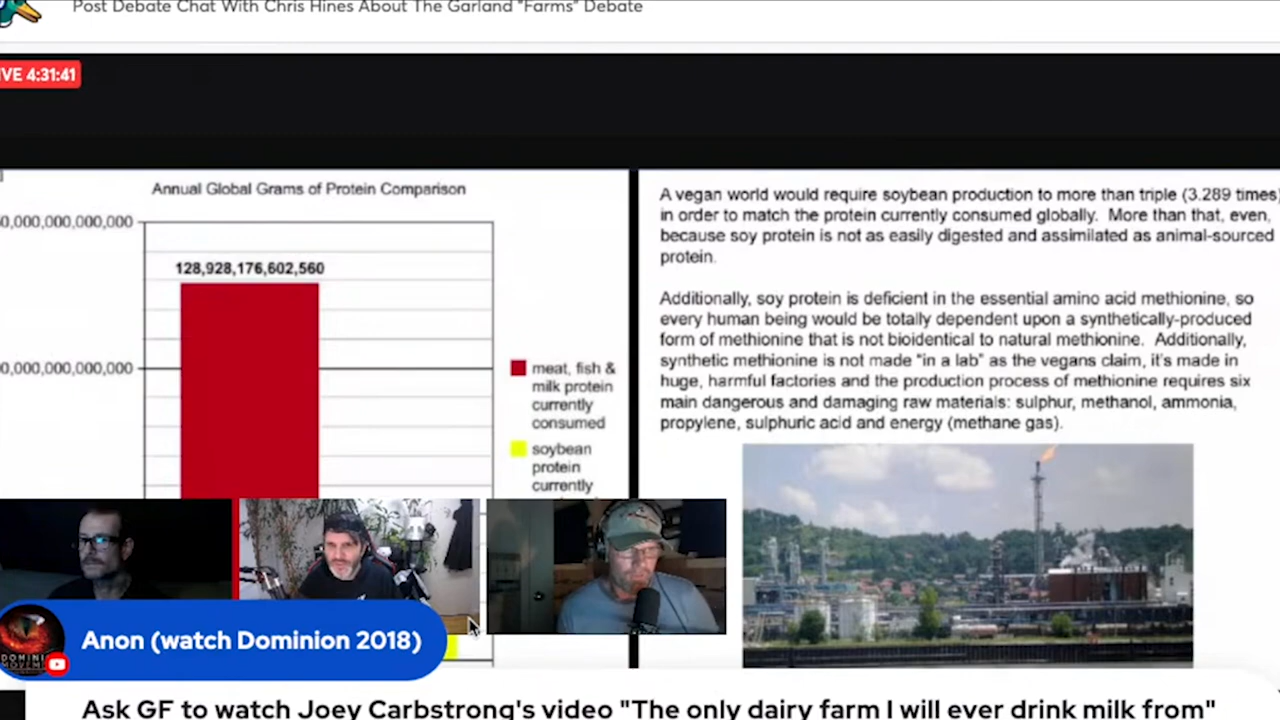 Post Debate Chat With Chris Hines About The Garland "Farms" Debate
IVE 4:31:41
Annual Global Grams of Protein Comparison
0,000,000,000,000
128,928,176,602,560
0,000,000,000,000
meat, fish &
milk protein
currently
consumed
soybean
protein
currently
A vegan world would require soybean production to more than triple (3.289 times)
in order to match the protein currently consumed globally. More than that, even,
because soy protein is not as easily digested and assimilated as animal-sourced
protein.
Additionally, soy protein is deficient in the essential amino acid methionine, so
every human being would be totally dependent upon a synthetically-produced
form of methionine that is not bioidentical to natural methionine. Additionally,
synthetic methionine is not made "in a lab" as the vegans claim, it's made in
huge, harmful factories and the production process of methionine requires six
main dangerous and damaging raw materials: sulphur, methanol, ammonia,
propylene, sulphuric acid and energy (methane gas).
Anon (watch Dominion 2018)
Ask GF to watch Joey Carbstrong's video "The only dairy farm I will ever drink milk from"